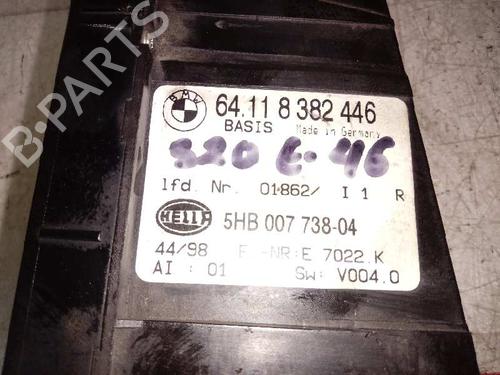 B-PARTS
BMW
64.11 8 382 446
BASIS Made in Germany
320 E-46
lfd. Nr. 01862/ I 1 R
HELLA 5HB 007 738-04
44/98 F -NR:E 7022.K
AI : 01 SW: V004.0